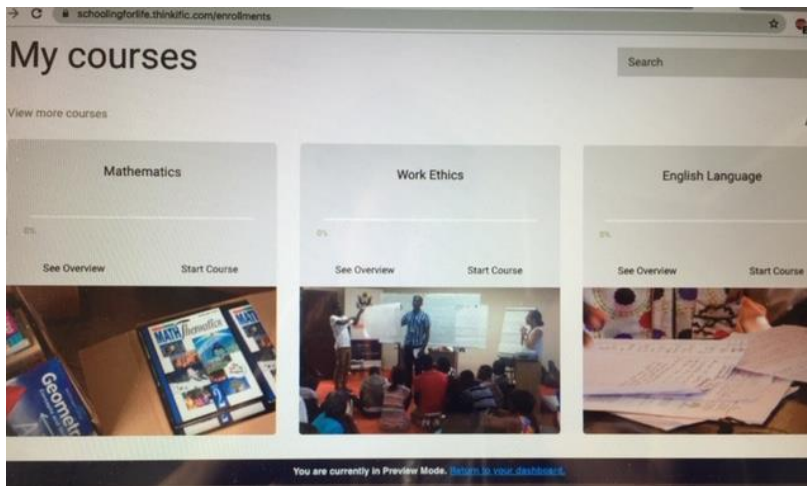 schoolingforlife.thinkific.com/enrollments
My courses
Search
View more courses
Mathematics
0%
See Overview
Start Course
Work Ethics
0%
See Overview
Start Course
English Language
0%
See Overview
Start Course
MATH
MAT
Geomet
You are currently in Preview Mode. Return to your dashboard.